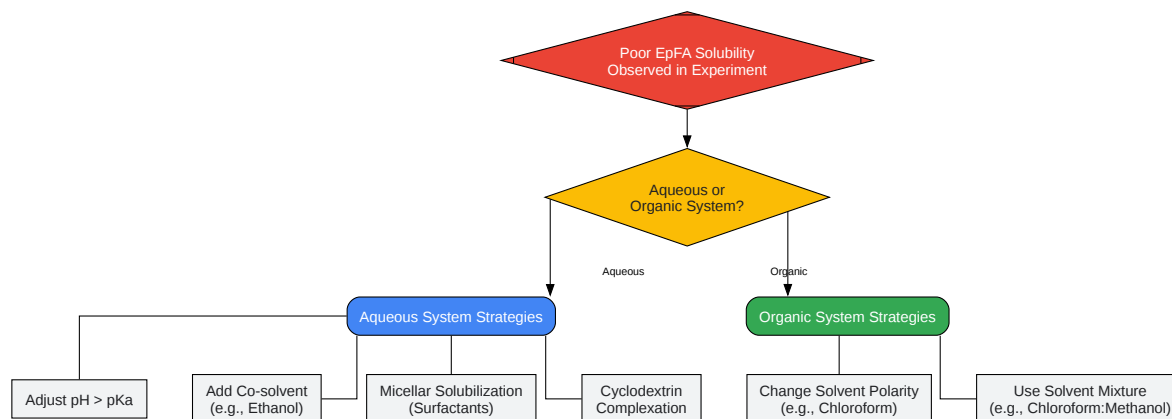 Poor EpFA Solubility
Observed in Experiment
Aqueous or
Organic System?
Aqueous
Organic
Aqueous System Strategies
Organic System Strategies
Adjust pH > pKa
Add Co-solvent
(e.g., Ethanol)
Micellar Solubilization
(Surfactants)
Cyclodextrin
Complexation
Change Solvent Polarity
(e.g., Chloroform)
Use Solvent Mixture
(e.g., Chloroform:Methanol)